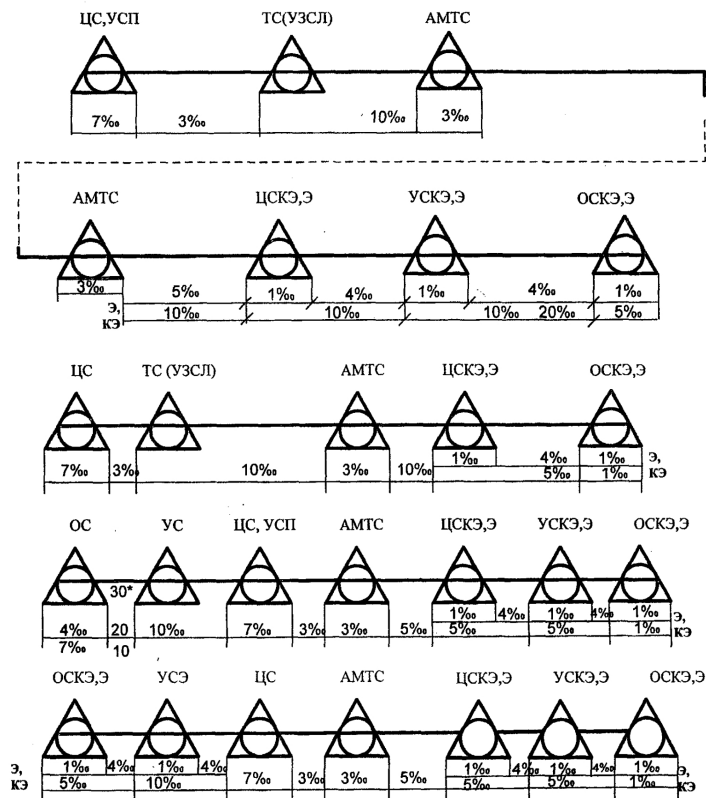 ЦС,УСП ТС(УЗСЛ) АМТС
7‰ 3‰ 10‰ 3‰
АМТС ЦСКЭ,Э УСКЭ,Э ОСКЭ,Э
3‰ 5‰ 1‰ 4‰ 1‰ 4‰ 1‰
Э, КЭ 10‰ 10‰ 10‰ 20‰ 5‰
ЦС ТС (УЗСЛ) АМТС ЦСКЭ,Э ОСКЭ,Э
1‰ 4‰ 1‰ Э,
7‰ 3‰ 10‰ 3‰ 10‰ 5‰ 1‰ КЭ
ОС УС ЦС, УСП АМТС ЦСКЭ,Э УСКЭ,Э ОСКЭ,Э
30*
1‰ 4‰ 1‰ 4‰ 1‰ Э,
4‰ 20 10‰ 7‰ 3‰ 3‰ 5‰ 5‰ 5‰ 1‰ КЭ
7‰ 10
ОСКЭ,Э УСЭ ЦС АМТС ЦСКЭ,Э УСКЭ,Э ОСКЭ,Э
Э, 1‰ 4‰ 1‰ 4‰ 1‰ 4‰ 1‰ 4‰ 1‰ Э,
КЭ 5‰ 10‰ 7‰ 3‰ 3‰ 5‰ 5‰ 5‰ 1‰ КЭ